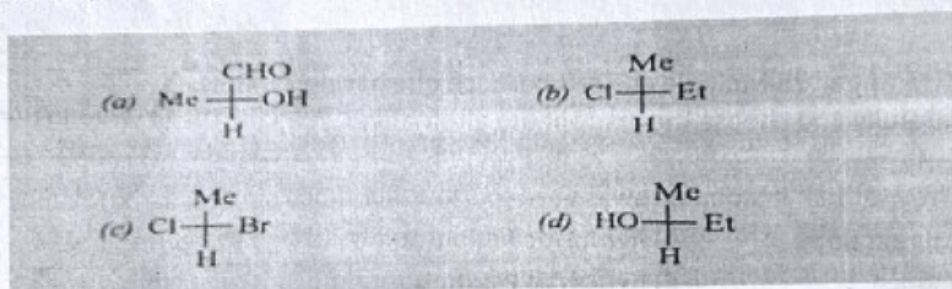 CHO
(a) Me OH
H
Me
(b) Cl Et
H
Me
(c) Cl Br
H
Me
(d) HO Et
H